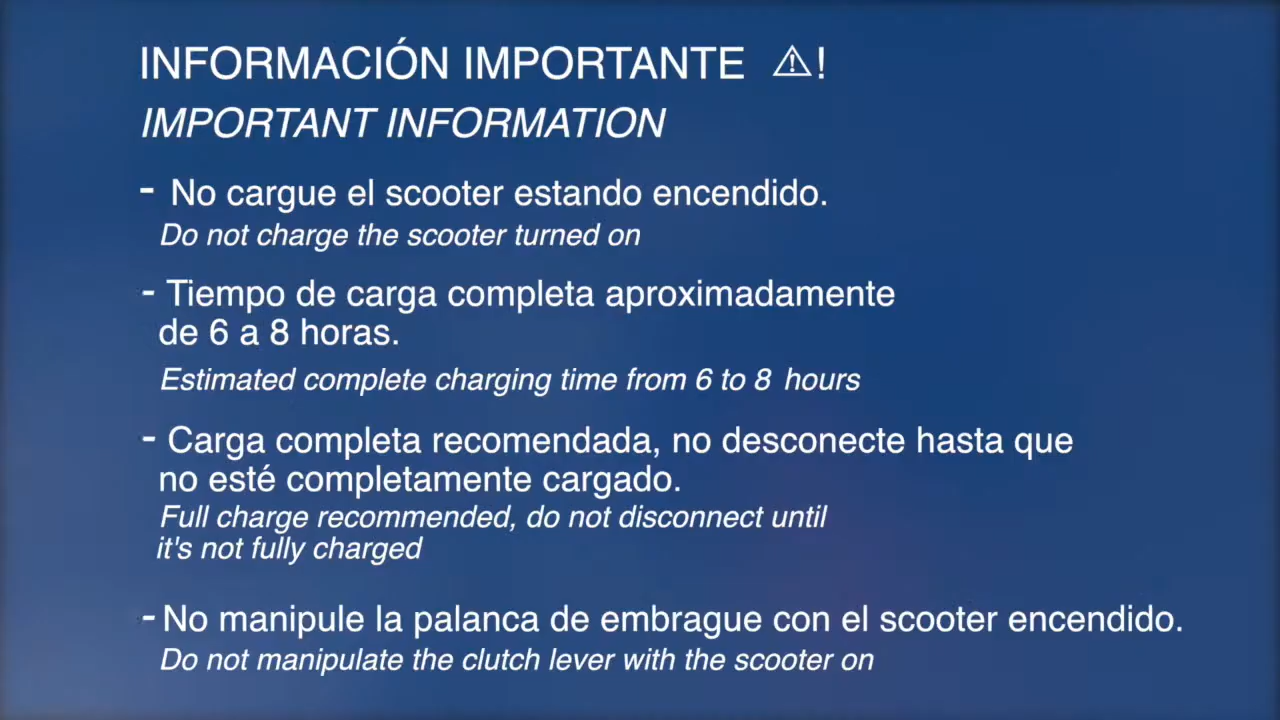 INFORMACIÓN IMPORTANTE ⚠!
IMPORTANT INFORMATION
- No cargue el scooter estando encendido.
Do not charge the scooter turned on
- Tiempo de carga completa aproximadamente
de 6 a 8 horas.
Estimated complete charging time from 6 to 8 hours
- Carga completa recomendada, no desconecte hasta que
no esté completamente cargado.
Full charge recommended, do not disconnect until
it's not fully charged
- No manipule la palanca de embrague con el scooter encendido.
Do not manipulate the clutch lever with the scooter on